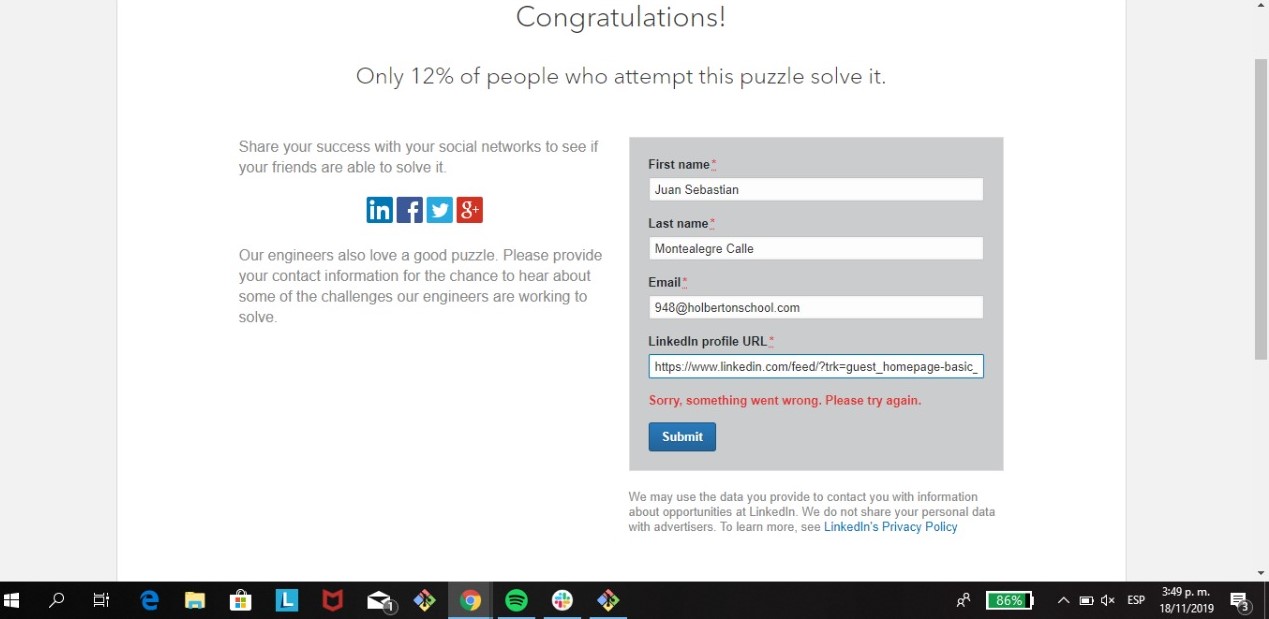 Congratulations!
Only 12% of people who attempt this puzzle solve it.
Share your success with your social networks to see if
your friends are able to solve it.
in f g+
Our engineers also love a good puzzle. Please provide
your contact information for the chance to hear about
some of the challenges our engineers are working to
solve.
First name*
Juan Sebastian
Last name*
Montealegre Calle
Email*
948@holbertonschool.com
LinkedIn profile URL*
https://www.linkedin.com/feed/?trk=guest_homepage-basic_
Sorry, something went wrong. Please try again.
Submit
We may use the data you provide to contact you with information
about opportunities at LinkedIn. We do not share your personal data
with advertisers. To learn more, see LinkedIn's Privacy Policy
L
1
86%
ESP
3:49 p. m.
18/11/2019
3